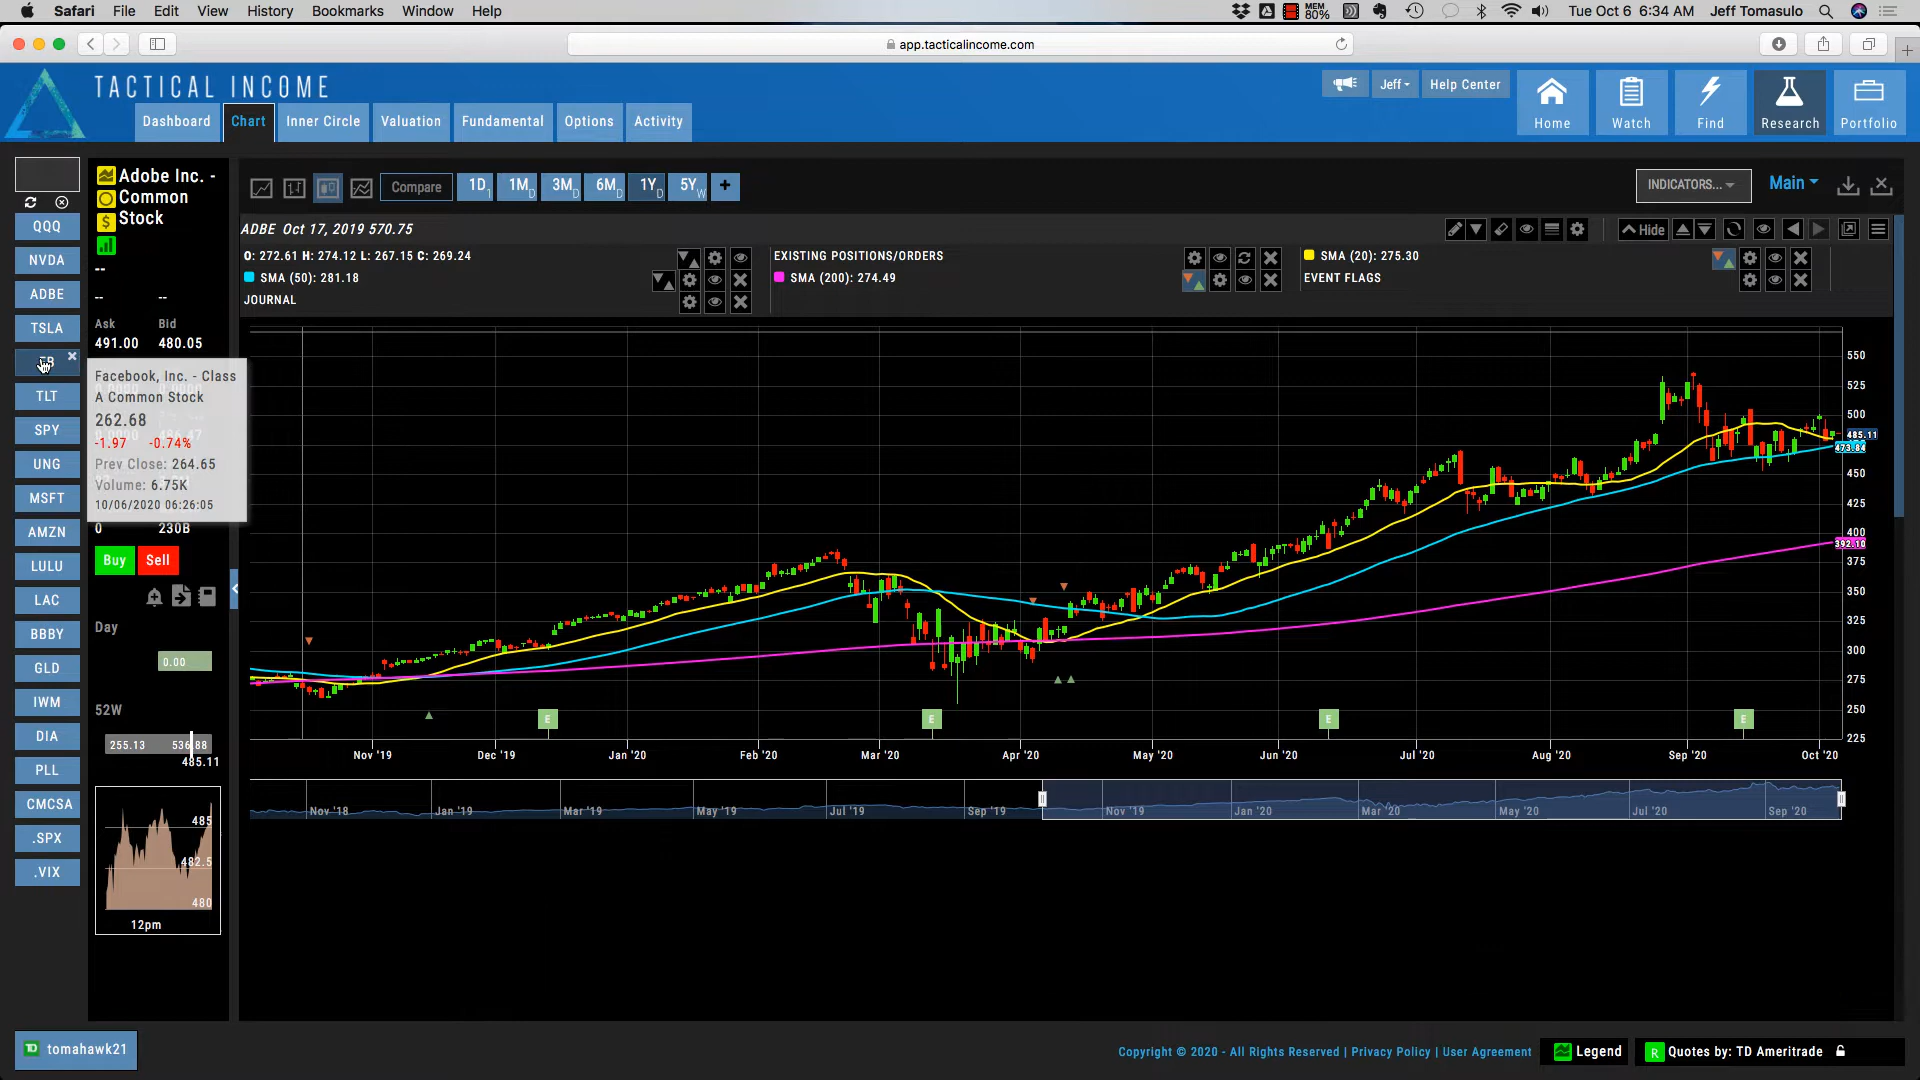 Safari File Edit View History Bookmarks Window Help
MEM 80%
Tue Oct 6 6:34 AM Jeff Tomasulo
app.tacticalincome.com
TACTICAL INCOME
Dashboard Chart Inner Circle Valuation Fundamental Options Activity
Jeff Help Center
Home Watch Find Research Portfolio
QQQ
NVDA
ADBE
TSLA
TLT
SPY
UNG
MSFT
AMZN
LULU
LAC
BBBY
GLD
IWM
DIA
PLL
CMCSA
.SPX
.VIX
Adobe Inc. -
Common
Stock
--
-- --
Ask Bid
491.00 480.05
Facebook, Inc. - Class
A Common Stock
262.68
-1.97 -0.74%
Prev Close: 264.65
Volume: 6.75K
10/06/2020 06:26:05
0 230B
Buy Sell
Day
0.00
52W
255.13 536.88
485.11
485
482.5
480
12pm
Compare 1D1 1MD 3MD 6MD 1YD 5YW +
INDICATORS... Main
ADBE Oct 17, 2019 570.75
Hide
O: 272.61 H: 274.12 L: 267.15 C: 269.24
SMA (50): 281.18
JOURNAL
EXISTING POSITIONS/ORDERS
SMA (200): 274.49
SMA (20): 275.30
EVENT FLAGS
550
525
500
485.11
473.84
450
425
400
392.10
375
350
325
300
275
250
225
E E E E
Nov '19 Dec '19 Jan '20 Feb '20 Mar '20 Apr '20 May '20 Jun '20 Jul '20 Aug '20 Sep '20 Oct '20
Nov '18 Jan '19 Mar '19 May '19 Jul '19 Sep '19 Nov '19 Jan '20 Mar '20 May '20 Jul '20 Sep '20
TD tomahawk21
Copyright © 2020 - All Rights Reserved | Privacy Policy | User Agreement
Legend
R Quotes by: TD Ameritrade